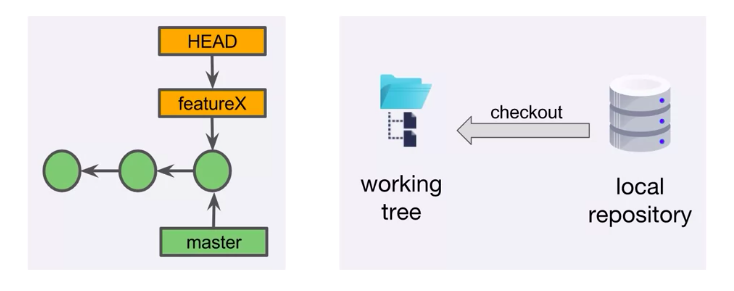 HEAD
featureX
master
checkout
working
tree
local
repository